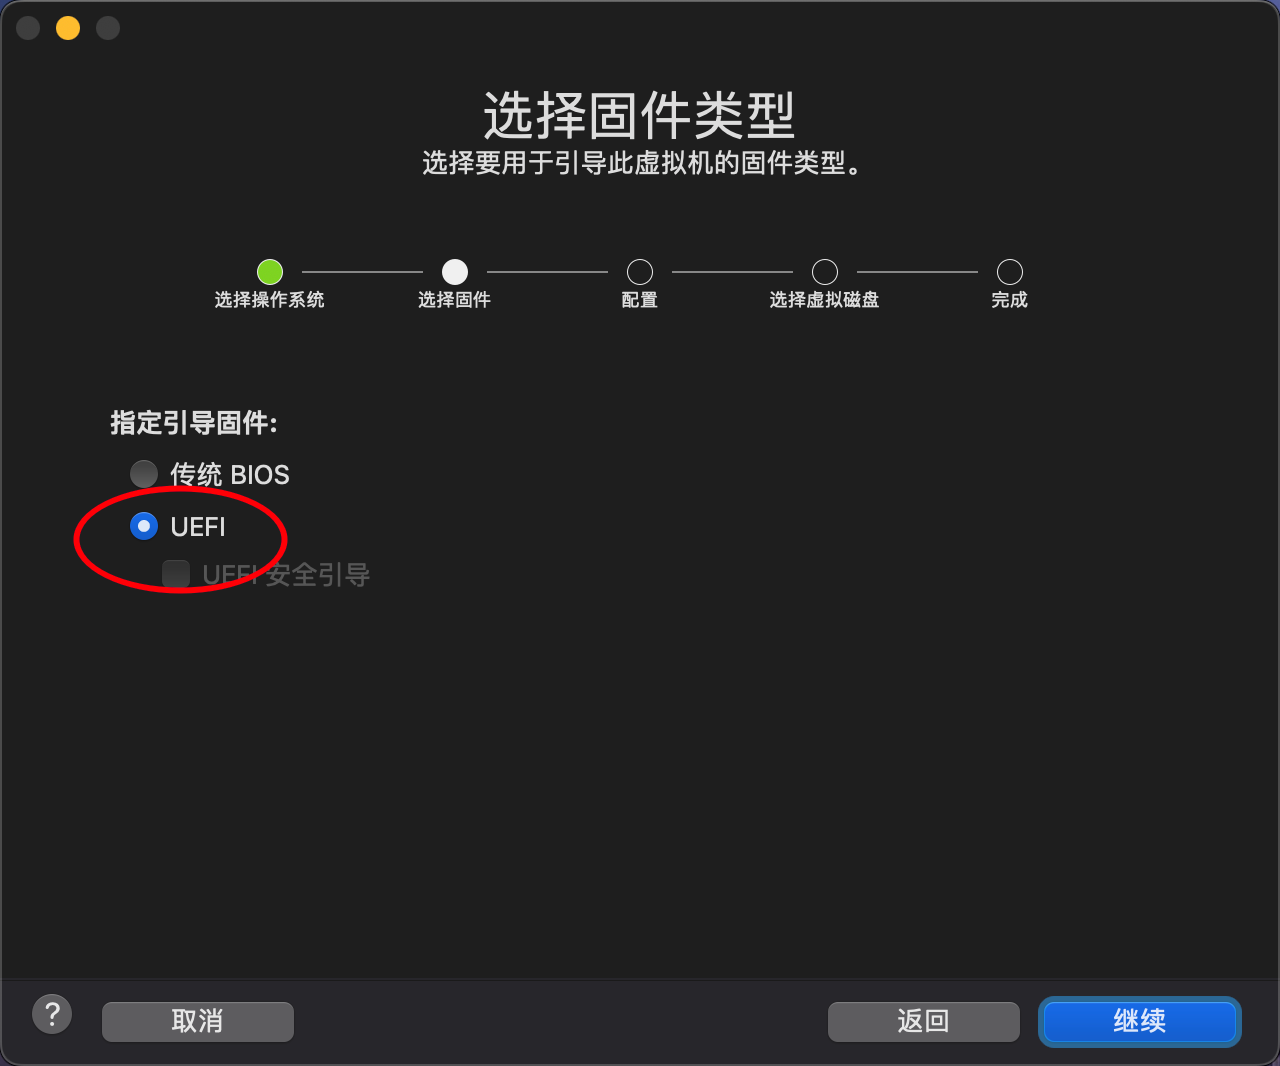 选择固件类型
选择要用于引导此虚拟机的固件类型。
选择操作系统
选择固件
配置
选择虚拟磁盘
完成
指定引导固件:
传统 BIOS
UEFI
UEFI 安全引导
?
取消
返回
继续